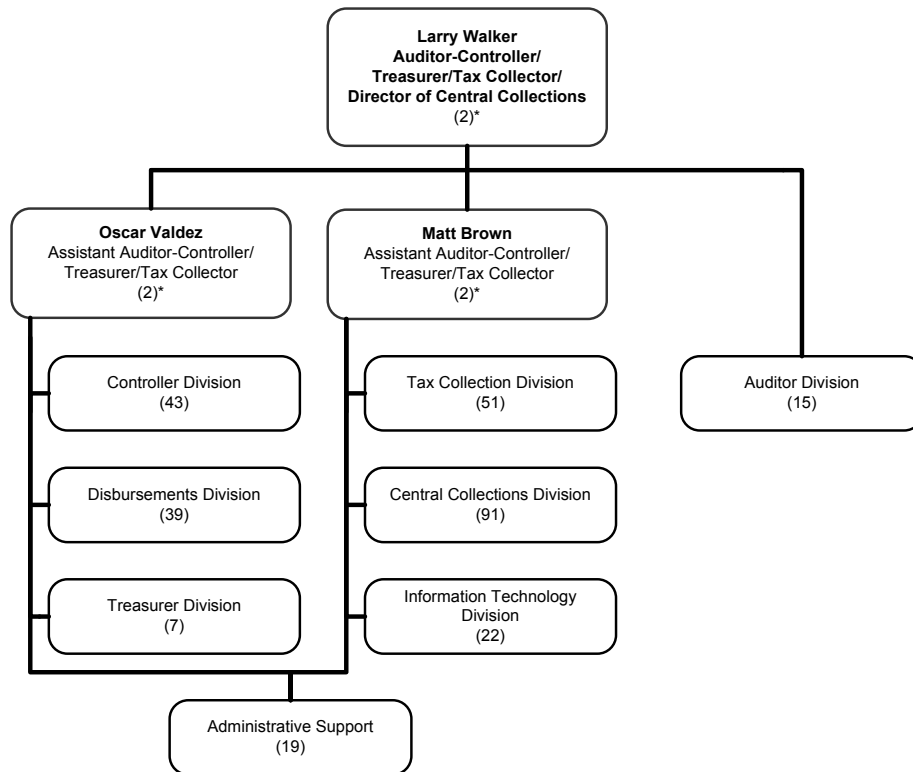 Larry Walker
Auditor-Controller/
Treasurer/Tax Collector/
Director of Central Collections
(2)*
Oscar Valdez
Assistant Auditor-Controller/
Treasurer/Tax Collector
(2)*
Matt Brown
Assistant Auditor-Controller/
Treasurer/Tax Collector
(2)*
Controller Division
(43)
Tax Collection Division
(51)
Auditor Division
(15)
Disbursements Division
(39)
Central Collections Division
(91)
Treasurer Division
(7)
Information Technology
Division
(22)
Administrative Support
(19)